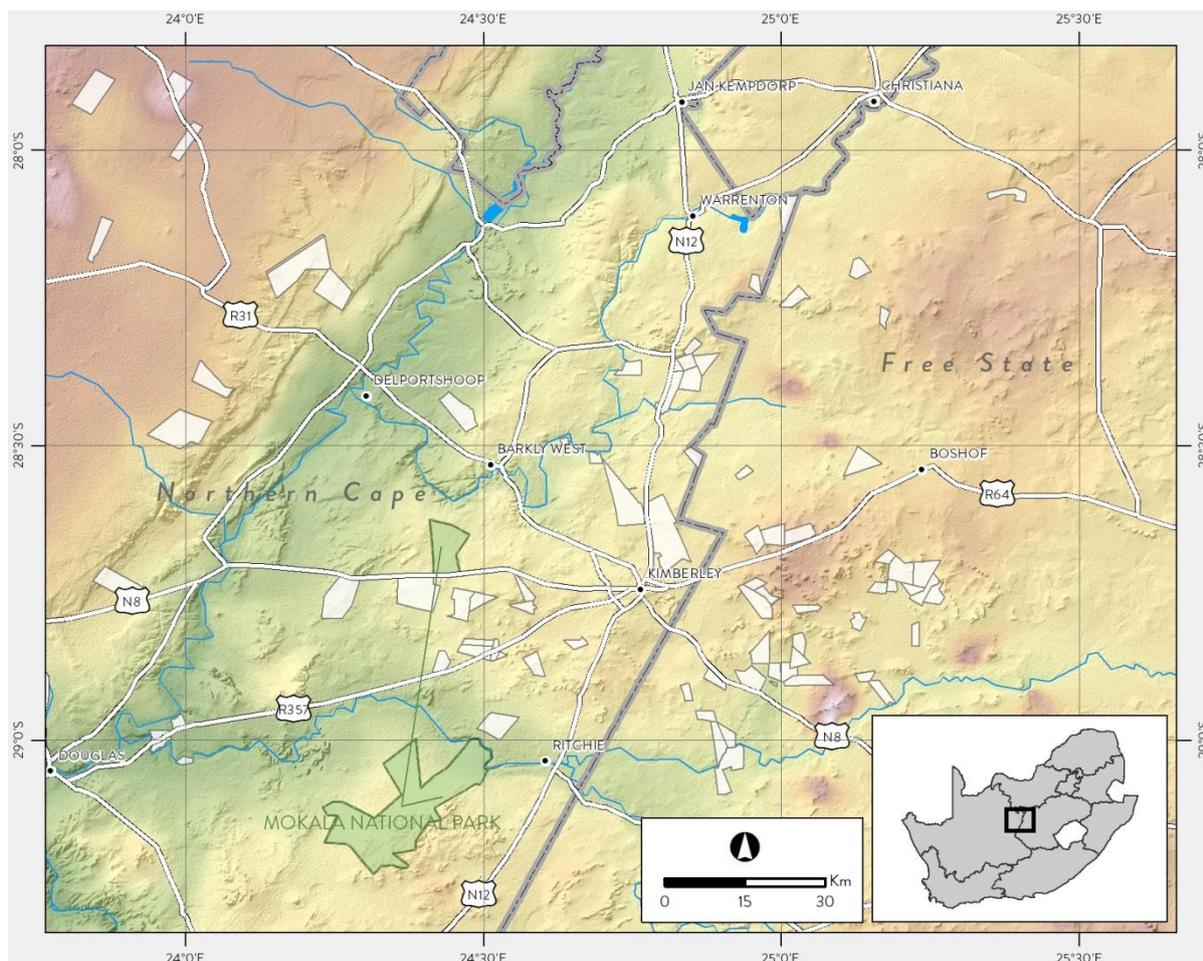 24°0'E
24°30'E
25°0'E
25°30'E
JAN KEMPDORP
CHRISTIANA
28°0'S
28°0'S
WARRENTON
N12
R31
Free State
DELPORTSHOOP
28°30'S
BARKLY WEST
BOSHOF
Northern Cape
R64
KIMBERLEY
N8
R357
N8
29°0'S
DOUGLAS
RITCHIE
MOKALA NATIONAL PARK
N12
Km
0
15
30
24°0'E
24°30'E
25°0'E
25°30'E